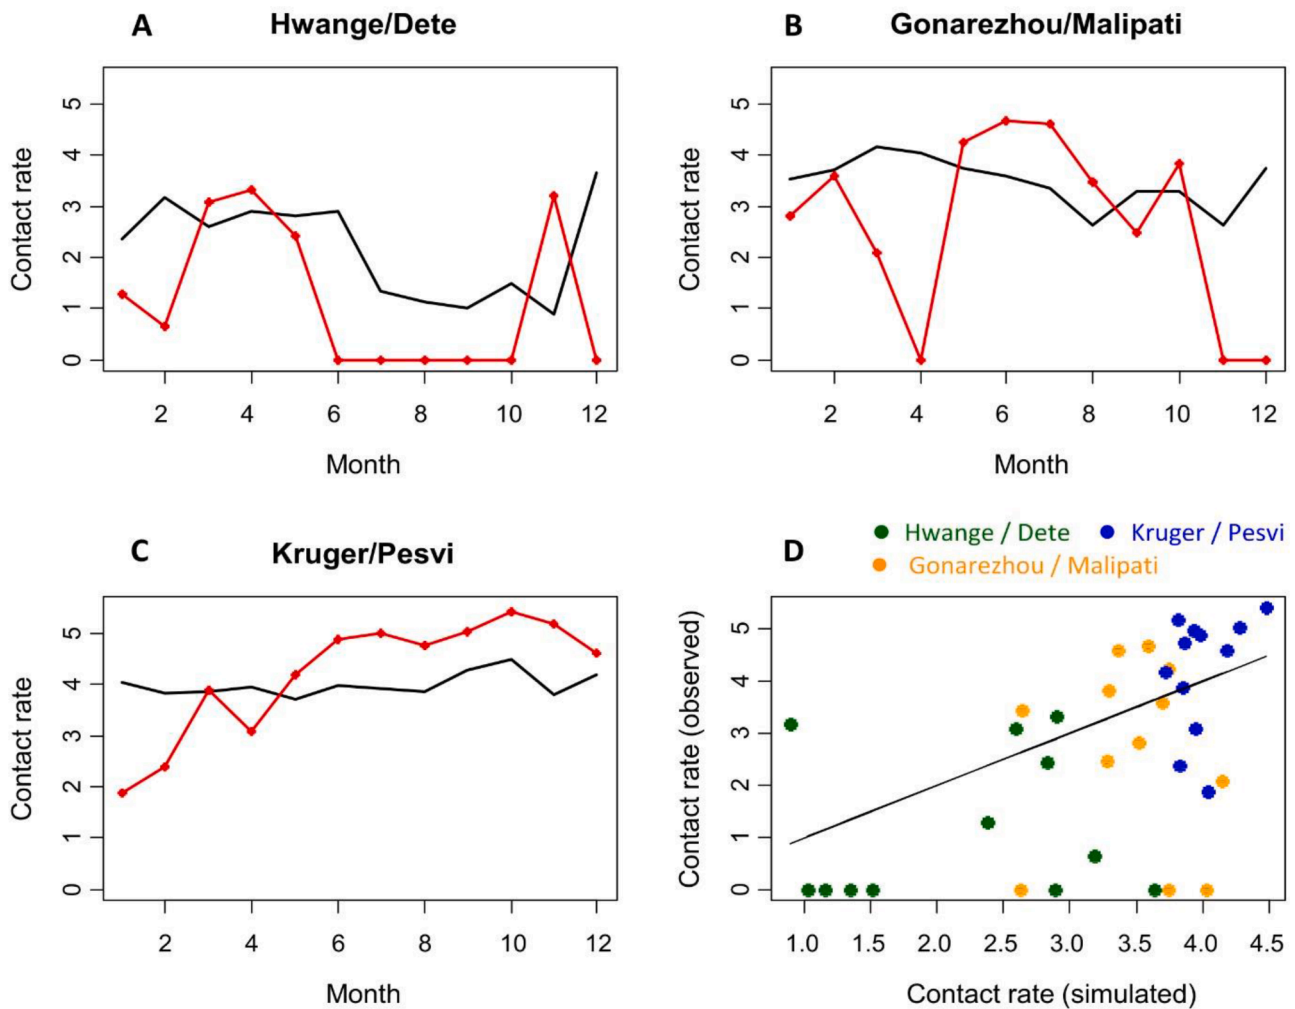 A Hwange/Dete
Contact rate
5
4
3
2
1
0
2 4 6 8 10 12
Month
B Gonarezhou/Malipati
Contact rate
5
4
3
2
1
0
2 4 6 8 10 12
Month
C Kruger/Pesvi
Contact rate
5
4
3
2
1
0
2 4 6 8 10 12
Month
D
Hwange / Dete Kruger / Pesvi
Gonarezhou / Malipati
Contact rate (observed)
5
4
3
2
1
0
1.0 1.5 2.0 2.5 3.0 3.5 4.0 4.5
Contact rate (simulated)